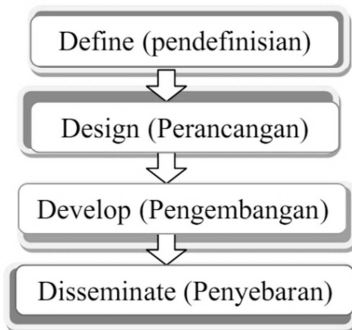 Define (pendefinisian)
Design (Perancangan)
Develop (Pengembangan)
Disseminate (Penyebaran)